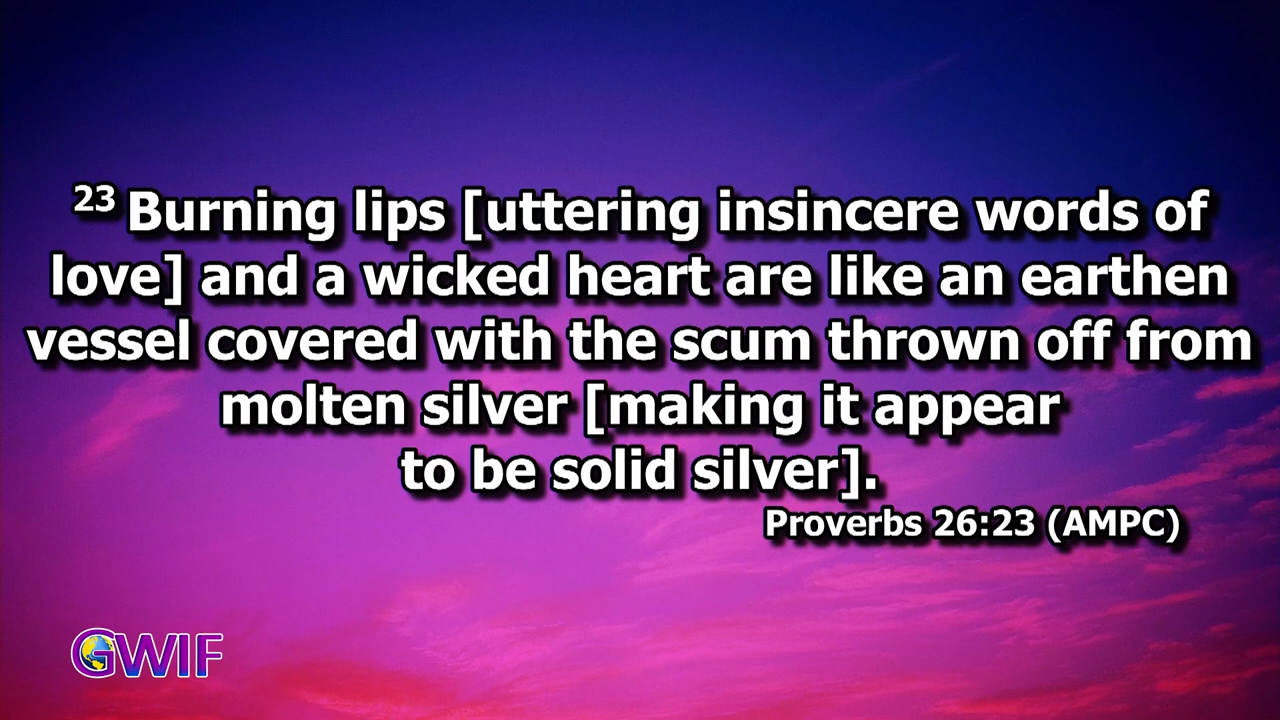 23 Burning lips [uttering insincere words of
love] and a wicked heart are like an earthen
vessel covered with the scum thrown off from
molten silver [making it appear
to be solid silver].
Proverbs 26:23 (AMPC)
GWIF